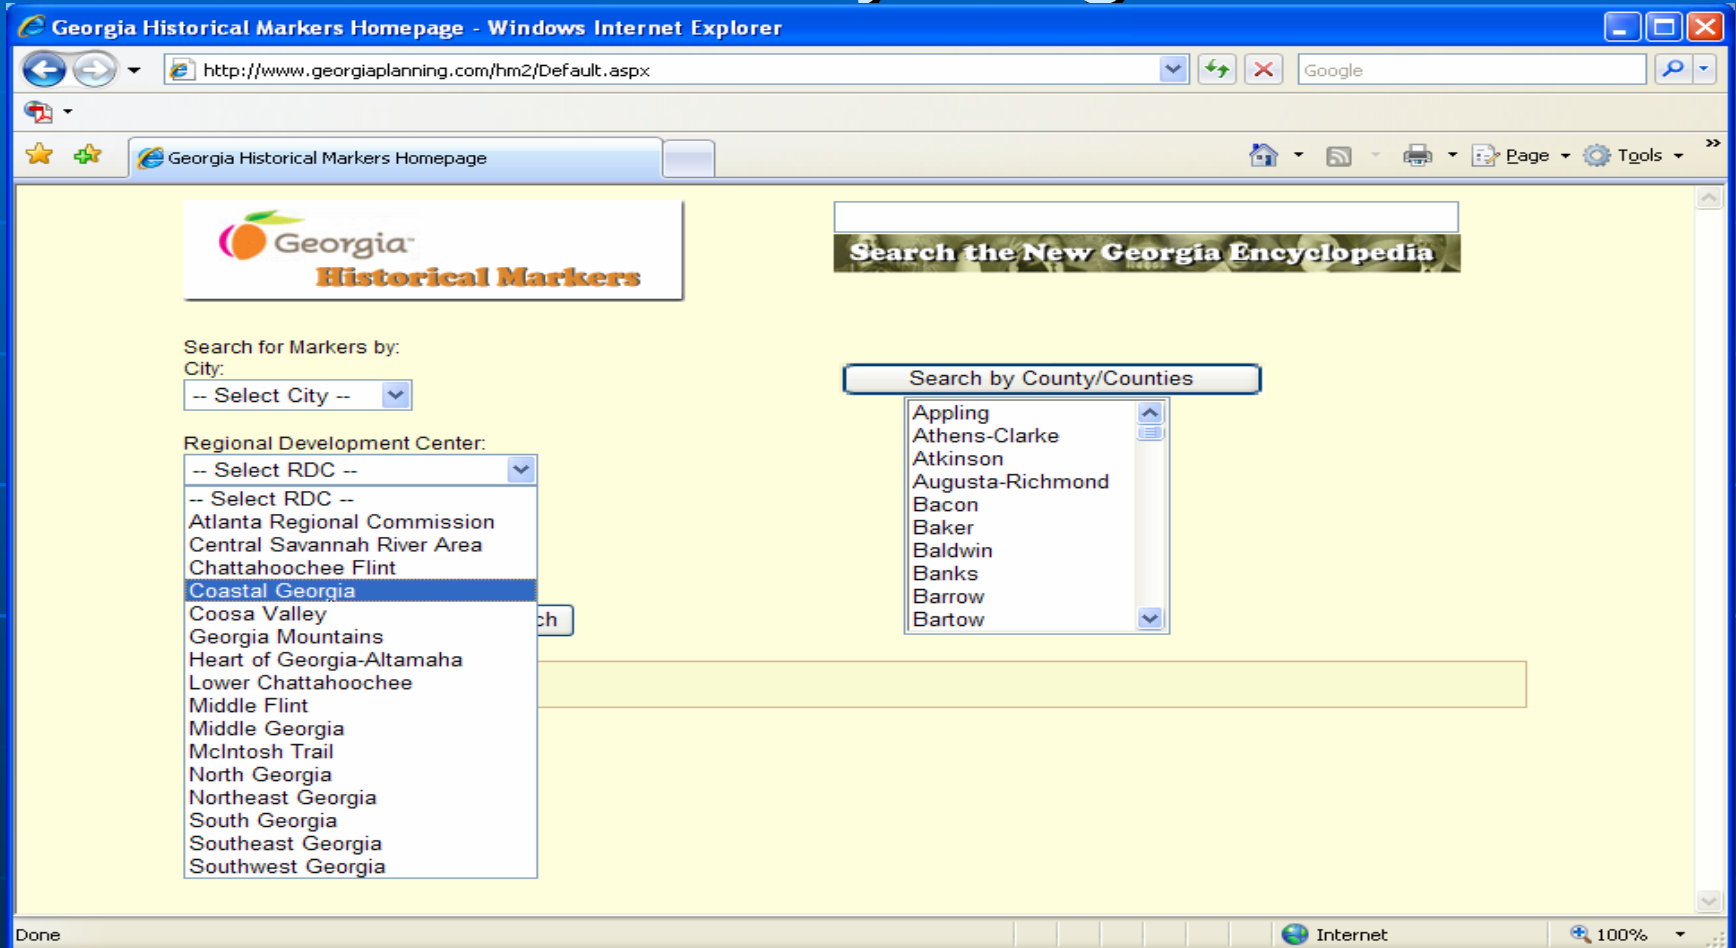 Georgia Historical Markers Homepage - Windows Internet Explorer
http://www.georgiaplanning.com/hm2/Default.aspx
Google
Georgia Historical Markers Homepage
Page
Tools
Georgia
Historical Markers
Search the New Georgia Encyclopedia
Search for Markers by:
City:
-- Select City --
Regional Development Center:
-- Select RDC --
-- Select RDC --
Atlanta Regional Commission
Central Savannah River Area
Chattahoochee Flint
Coastal Georgia
Coosa Valley
Georgia Mountains
Heart of Georgia-Altamaha
Lower Chattahoochee
Middle Flint
Middle Georgia
McIntosh Trail
North Georgia
Northeast Georgia
South Georgia
Southeast Georgia
Southwest Georgia
ch
Search by County/Counties
Appling
Athens-Clarke
Atkinson
Augusta-Richmond
Bacon
Baker
Baldwin
Banks
Barrow
Bartow
Done
Internet
100%